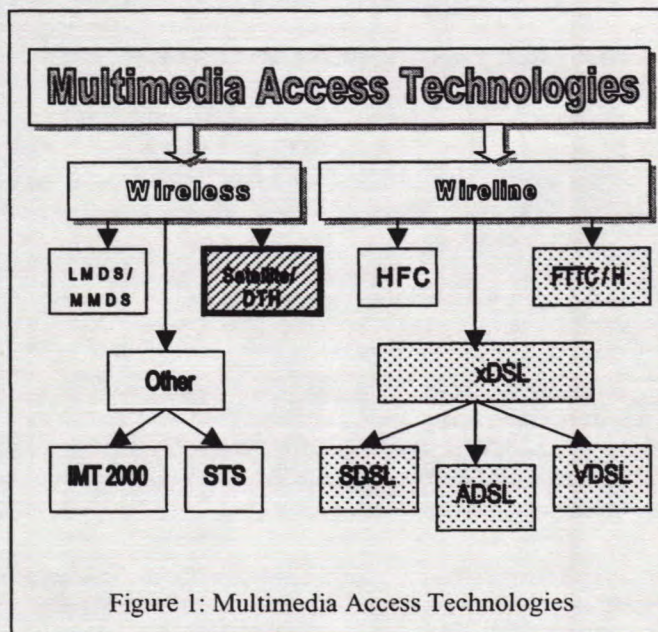 Multimedia Access Technologies
Wireless
Wireline
LMDS/
MMDS
Satellite/
DTH
HFC
FTTC/H
Other
xDSL
IMT 2000
STS
SDSL
ADSL
VDSL
Figure 1: Multimedia Access Technologies